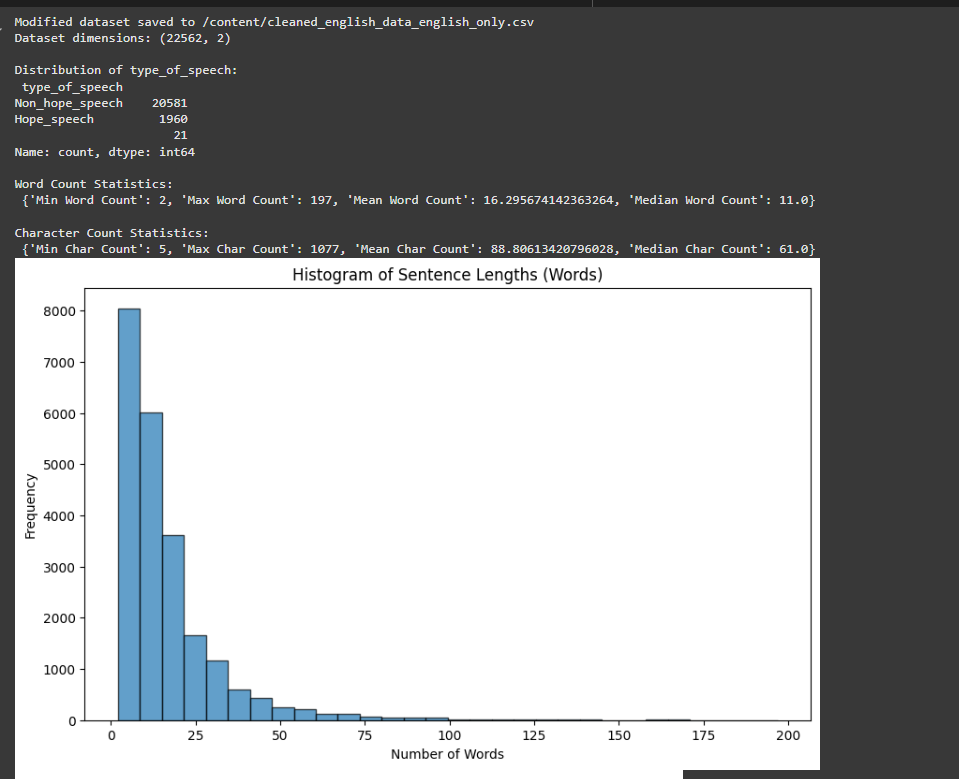 Modified dataset saved to /content/cleaned_english_data_english_only.csv
Dataset dimensions: (22562, 2)
Distribution of type_of_speech:
type_of_speech
Non_hope_speech 20581
Hope_speech 1960
21
Name: count, dtype: int64
Word Count Statistics:
{'Min Word Count': 2, 'Max Word Count': 197, 'Mean Word Count': 16.295674142363264, 'Median Word Count': 11.0}
Character Count Statistics:
{'Min Char Count': 5, 'Max Char Count': 1077, 'Mean Char Count': 88.80613420796028, 'Median Char Count': 61.0}
Histogram of Sentence Lengths (Words)
8000
7000
6000
5000
4000
3000
2000
1000
0
Frequency
0 25 50 75 100 125 150 175 200
Number of Words